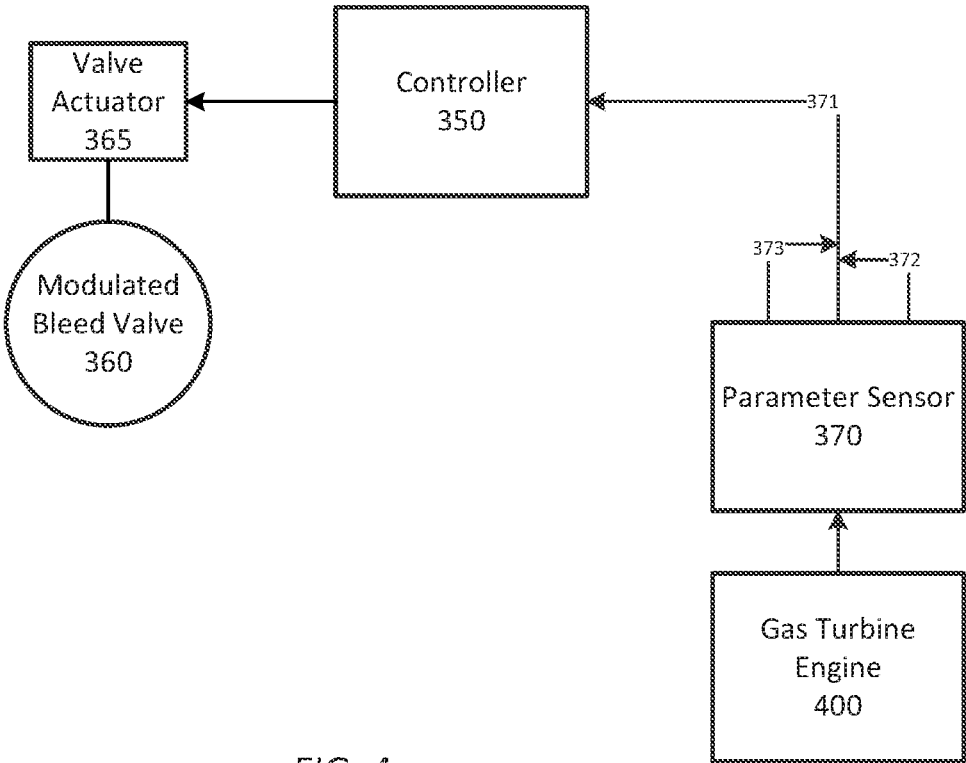 Valve
Actuator
365
Controller
350
371
373
372
Modulated
Bleed Valve
360
Parameter Sensor
370
Gas Turbine
Engine
400